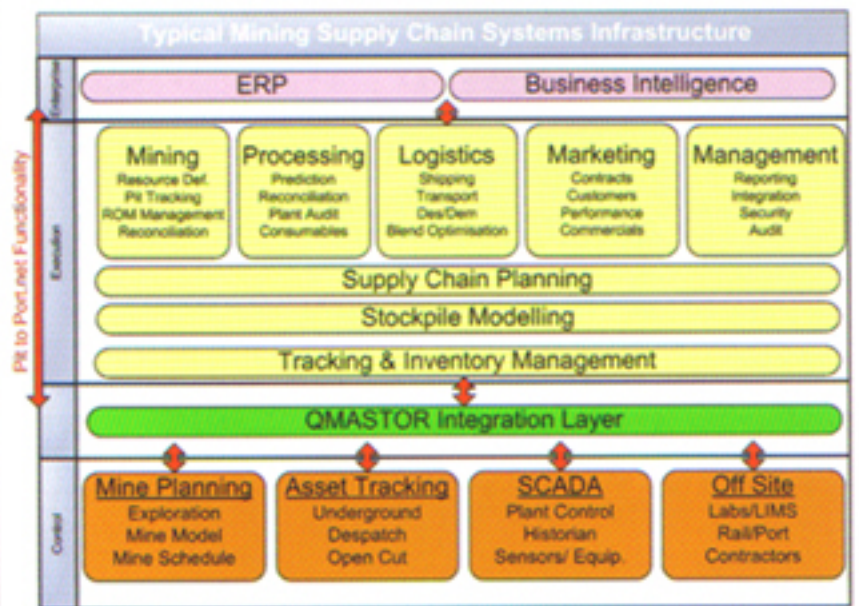 Typical Mining Supply Chain Systems Infrastructure
Enterprise
ERP
Business Intelligence
Pit to Port.net Functionality
Execution
Mining
Resource Def.
Pit Tracking
ROM Management
Reconciliation
Processing
Prediction
Reconciliation
Plant Audit
Consumables
Logistics
Shipping
Transport
Des/Dem
Blend Optimisation
Marketing
Contracts
Customers
Performance
Commercials
Management
Reporting
Integration
Security
Audit
Supply Chain Planning
Stockpile Modelling
Tracking & Inventory Management
QMASTOR Integration Layer
Control
Mine Planning
Exploration
Mine Model
Mine Schedule
Asset Tracking
Underground
Despatch
Open Cut
SCADA
Plant Control
Historian
Sensors/ Equip.
Off Site
Labs/LIMS
Rail/Port
Contractors